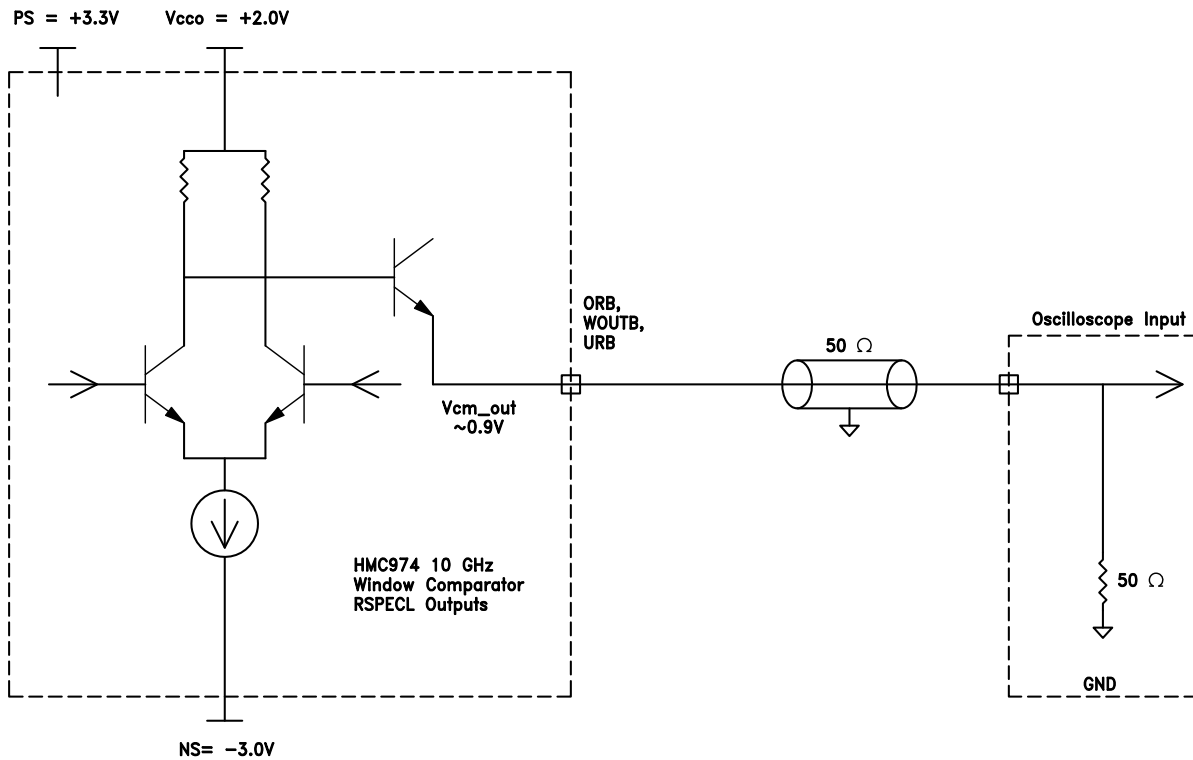 PS = +3.3V
Vcco = +2.0V
ORB,
WOUTB,
URB
Oscilloscope Input
50 Ω
Vcm_out
~0.9V
HMC974 10 GHz
Window Comparator
RSPECL Outputs
50 Ω
GND
NS= -3.0V